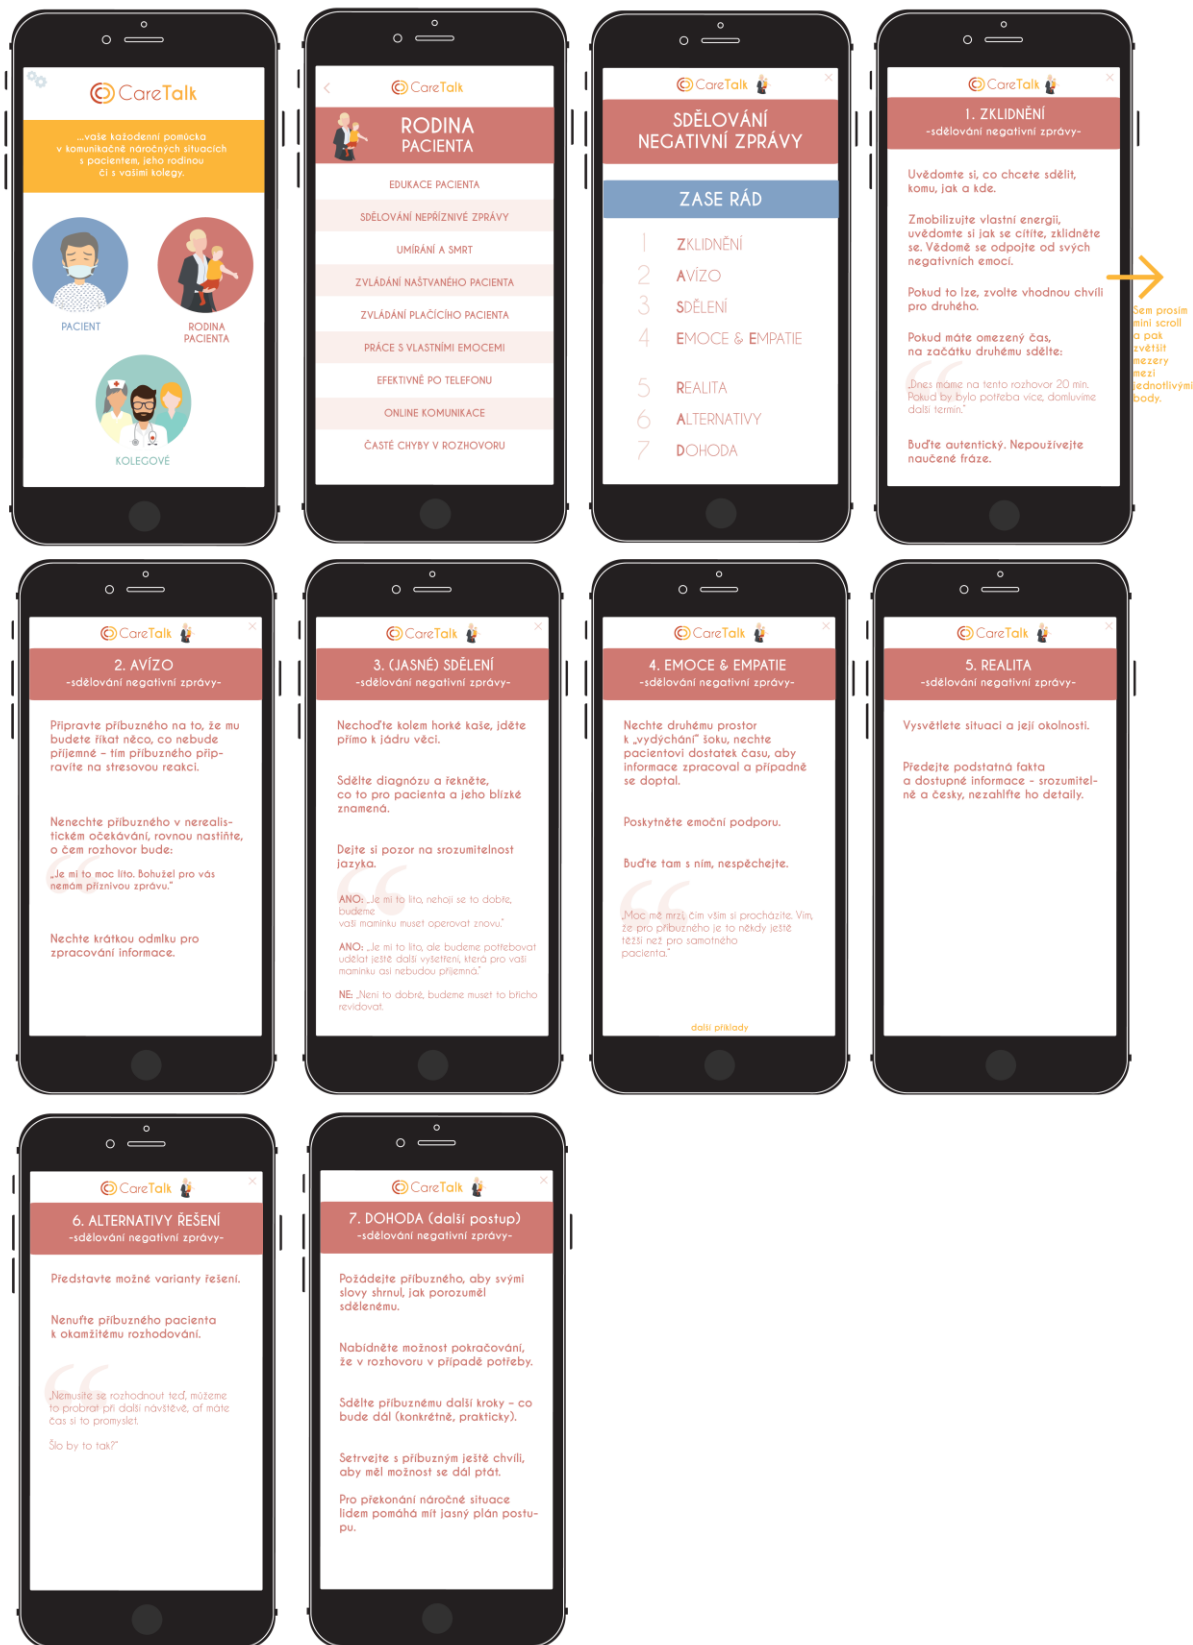 CareTalk
...vaše každodenní pomůcka
v komunikačně náročných situacích
s pacientem, jeho rodinou
či s vašimi kolegy.
PACIENT
RODINA
PACIENTA
KOLEGOVÉ
CareTalk
RODINA
PACIENTA
EDUKACE PACIENTA
SDĚLOVÁNÍ NEPŘÍZNIVÉ ZPRÁVY
UMÍRÁNÍ A SMRT
ZVLÁDÁNÍ NAŠTVANÉHO PACIENTA
ZVLÁDÁNÍ PLAČÍCÍHO PACIENTA
PRÁCE S VLASTNÍMI EMOCEMI
EFEKTIVNĚ PO TELEFONU
ONLINE KOMUNIKACE
ČASTÉ CHYBY V ROZHOVORU
CareTalk
SDĚLOVÁNÍ
NEGATIVNÍ ZPRÁVY
ZASE RÁD
1 ZKLIDNĚNÍ
2 AVÍZO
3 SDĚLENÍ
4 EMOCE & EMPATIE
5 REALITA
6 ALTERNATIVY
7 DOHODA
CareTalk
1. ZKLIDNĚNÍ
-sdělování negativní zprávy-
Uvědomte si, co chcete sdělit,
komu, jak a kde.
Zmobilizujte vlastní energii,
uvědomte si jak se cítíte, zklidněte
se. Vědomě se odpojte od svých
negativních emocí.
Pokud to lze, zvolte vhodnou chvíli
pro druhého.
Pokud máte omezený čas,
na začátku druhému sdělte:
„Dnes máme na tento rozhovor 20 min.
Pokud by bylo potřeba více, domluvíme
další termín."
Buďte autentický. Nepoužívejte
naučené fráze.
Sem prosím
mini scroll
a pak
zvětšit
mezery
mezi
jednotlivými
body.
CareTalk
2. AVÍZO
-sdělování negativní zprávy-
Připravte příbuzného na to, že mu
budete říkat něco, co nebude
příjemné – tím příbuzného přip-
ravíte na stresovou reakci.
Nenechte příbuzného v nerealis-
tickém očekávání, rovnou nastiňte,
o čem rozhovor bude:
„Je mi to moc líto. Bohužel pro vás
nemám příznivou zprávu."
Nechte krátkou odmlku pro
zpracování informace.
CareTalk
3. (JASNÉ) SDĚLENÍ
-sdělování negativní zprávy-
Nechoďte kolem horké kaše, jděte
přímo k jádru věci.
Sdělte diagnózu a řekněte,
co to pro pacienta a jeho blízké
znamená.
Dejte si pozor na srozumitelnost
jazyka.
ANO: „Je mi to líto, nehojí se to dobře,
budeme
vaši maminku muset operovat znovu."
ANO: „Je mi to líto, ale budeme potřebovat
udělat ještě další vyšetření, která pro vaši
maminku asi nebudou příjemná."
NE: „Není to dobré, budeme muset to břicho
revidovat.
CareTalk
4. EMOCE & EMPATIE
-sdělování negativní zprávy-
Nechte druhému prostor
k „vydýchání" šoku, nechte
pacientovi dostatek času, aby
informace zpracoval a případně
se doptal.
Poskytněte emoční podporu.
Buďte tam s ním, nespěchejte.
„Moc mě mrzí, čím vším si procházíte. Vím,
že pro příbuzného je to někdy ještě
těžší než pro samotného
pacienta."
další příklady
CareTalk
5. REALITA
-sdělování negativní zprávy-
Vysvětlete situaci a její okolnosti.
Předejte podstatná fakta
a dostupné informace - srozumitel-
ně a česky, nezahlťte ho detaily.
CareTalk
6. ALTERNATIVY ŘEŠENÍ
-sdělování negativní zprávy-
Představte možné varianty řešení.
Nenuťte příbuzného pacienta
k okamžitému rozhodování.
„Nemusíte se rozhodnout teď, můžeme
to probrat při další návštěvě, ať máte
čas si to promyslet.
Šlo by to tak?"
CareTalk
7. DOHODA (další postup)
-sdělování negativní zprávy-
Požádejte příbuzného, aby svými
slovy shrnul, jak porozuměl
sdělenému.
Nabídněte možnost pokračování,
že v rozhovoru v případě potřeby.
Sdělte příbuznému další kroky – co
bude dál (konkrétně, prakticky).
Setrvejte s příbuzným ještě chvíli,
aby měl možnost se dál ptát.
Pro překonání náročné situace
lidem pomáhá mít jasný plán postu-
pu.